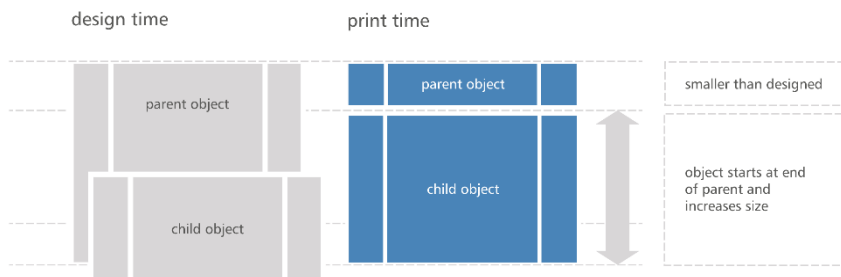 design time
print time
parent object
parent object
smaller than designed
child object
child object
object starts at end
of parent and
increases size